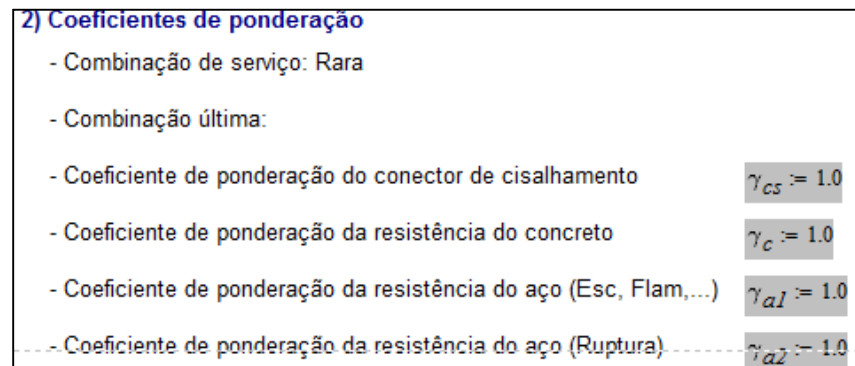 2) Coeficientes de ponderação
- Combinação de serviço: Rara
- Combinação última:
- Coeficiente de ponderação do conector de cisalhamento γcs := 1.0
- Coeficiente de ponderação da resistência do concreto γc := 1.0
- Coeficiente de ponderação da resistência do aço (Esc, Flam,...) γa1 := 1.0
- Coeficiente de ponderação da resistência do aço (Ruptura) γa2 := 1.0